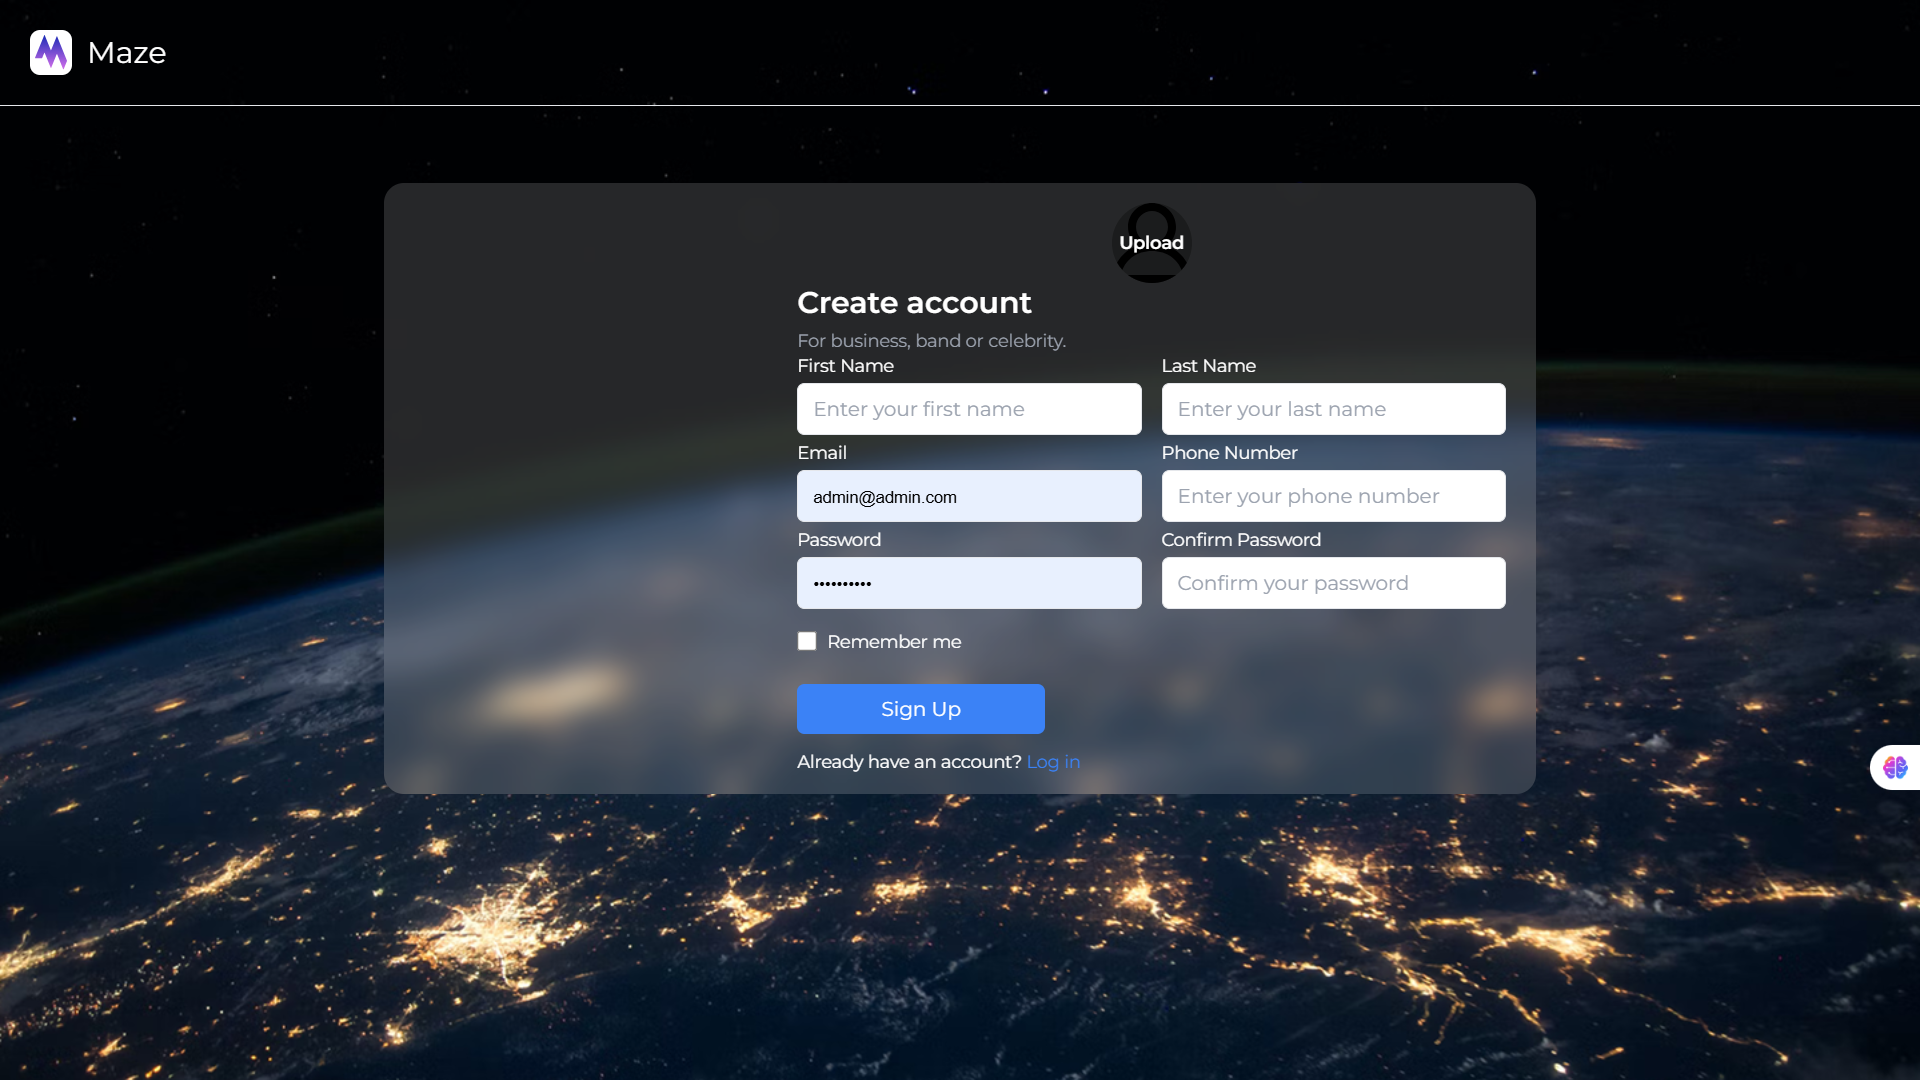 Maze
Upload
Create account
For business, band or celebrity.
First Name
Last Name
Enter your first name
Enter your last name
Email
Phone Number
admin@admin.com
Enter your phone number
Password
Confirm Password
••••••••••
Confirm your password
Remember me
Sign Up
Already have an account? Log in